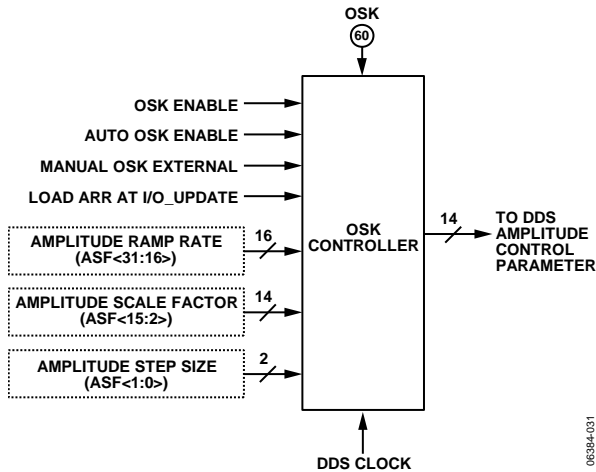 OSK
60
OSK ENABLE
AUTO OSK ENABLE
MANUAL OSK EXTERNAL
LOAD ARR AT I/O_UPDATE
AMPLITUDE RAMP RATE
(ASF<31:16>)
16
AMPLITUDE SCALE FACTOR
(ASF<15:2>)
14
AMPLITUDE STEP SIZE
(ASF<1:0>)
2
OSK
CONTROLLER
14
TO DDS
AMPLITUDE
CONTROL
PARAMETER
DDS CLOCK
06384-031